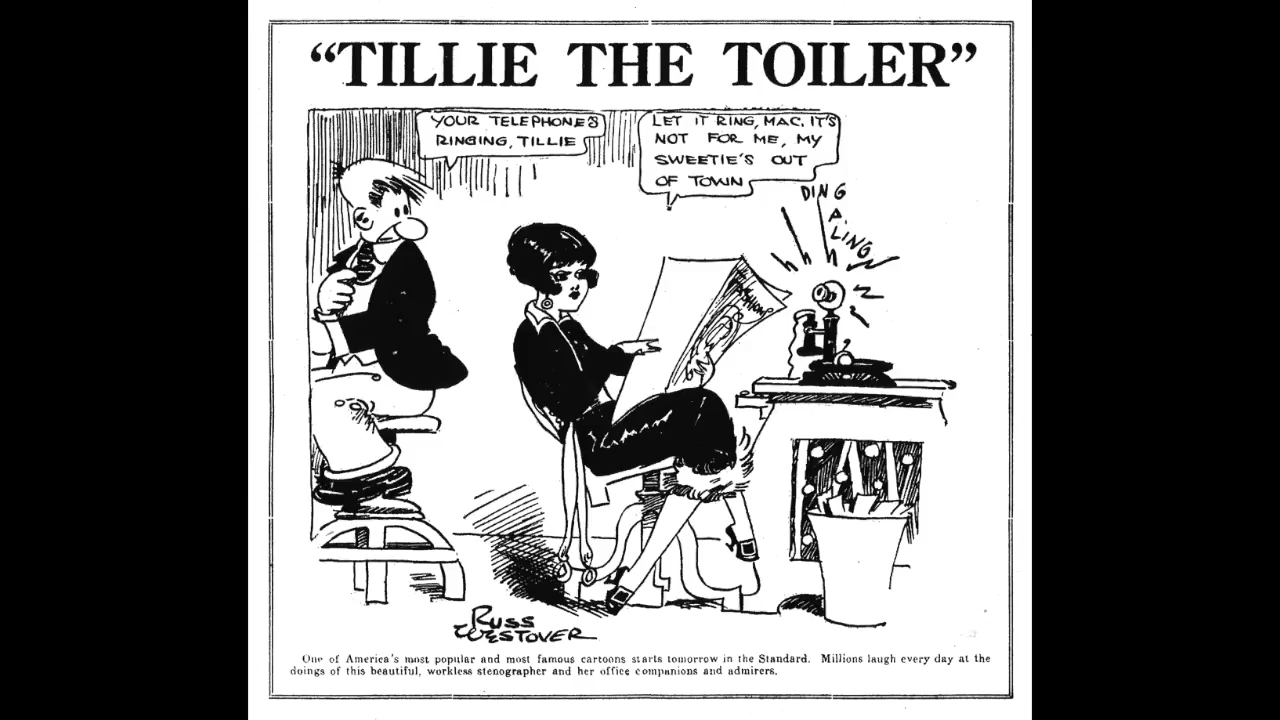 “TILLIE THE TOILER”
YOUR TELEPHONE'S
RINGING, TILLIE
LET IT RING, MAC. IT'S
NOT FOR ME, MY
SWEETIE'S OUT
OF TOWN
DING
A.
LING
RUSS
WESTOVER
One of America's most popular and most famous cartoons starts tomorrow in the Standard. Millions laugh every day at the
doings of this beautiful, workless stenographer and her office companions and admirers.